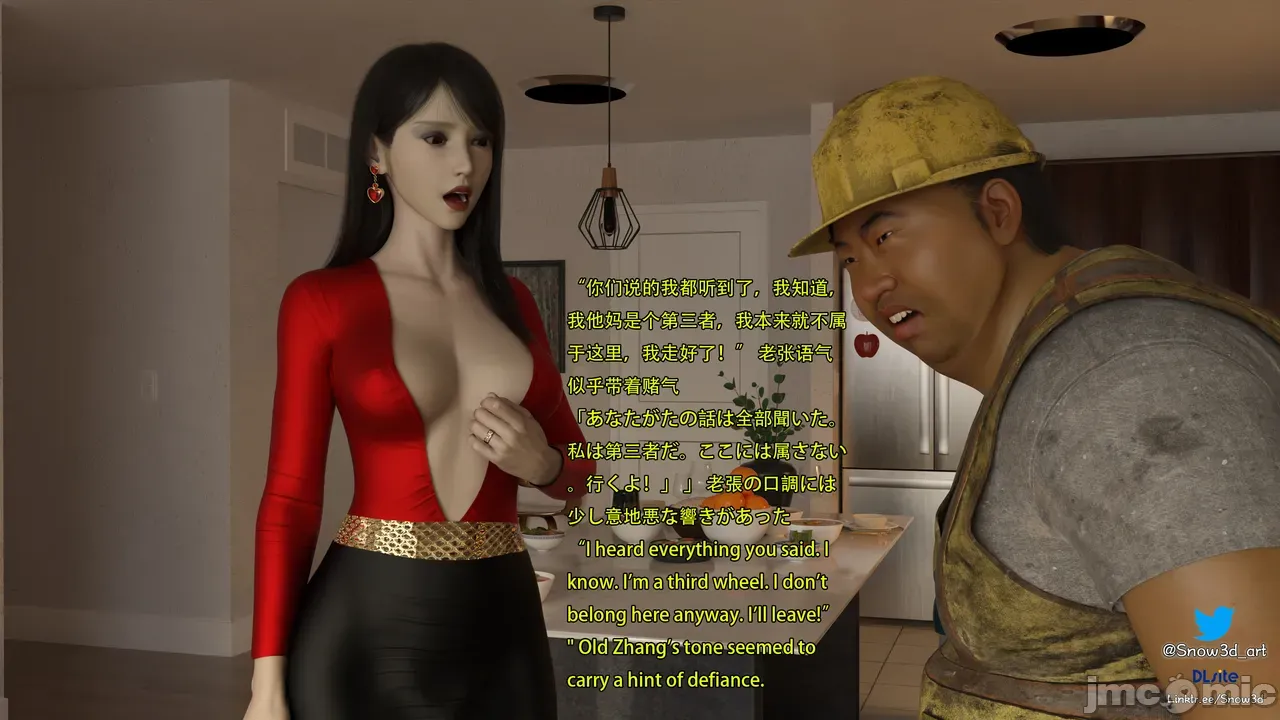 “你们说的我都听到了，我知道，
我他妈是个第三者，我本来就不属
于这里，我走好了！” 老张语气
似乎带着赌气
「あなたがたの話は全部聞いた。
私は第三者だ。ここには属さない
。行くよ！」」老張の口調には
少し意地悪な響きがあった
“I heard everything you said. I
know. I’m a third wheel. I don’t
belong here anyway. I’ll leave!”
" Old Zhang’s tone seemed to
carry a hint of defiance.
@Snow3d_art
DLsite
jmcomic
Linktr.ee/Snow3d